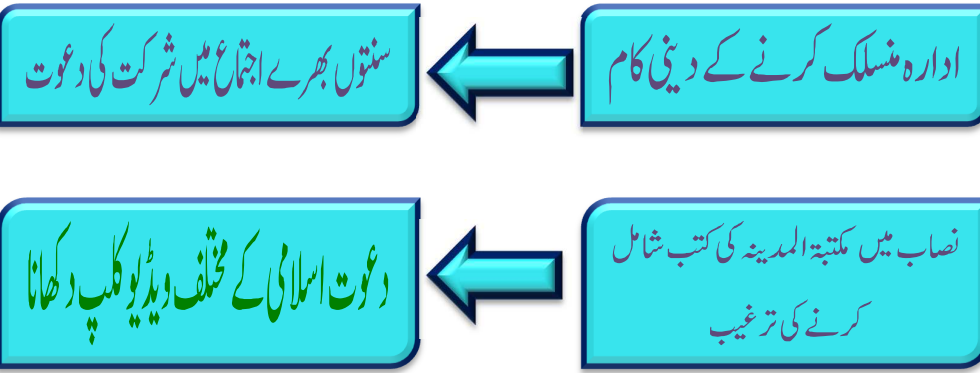 ادارہ منسلک کرنے کے دینی کام
سنتوں بھرے اجتماع میں شرکت کی دعوت
نصاب میں مکتبۃ المدینہ کی کتب شامل
کرنے کی ترغیب
دعوت اسلامی کے مختلف ویڈیو کلپ دکھانا